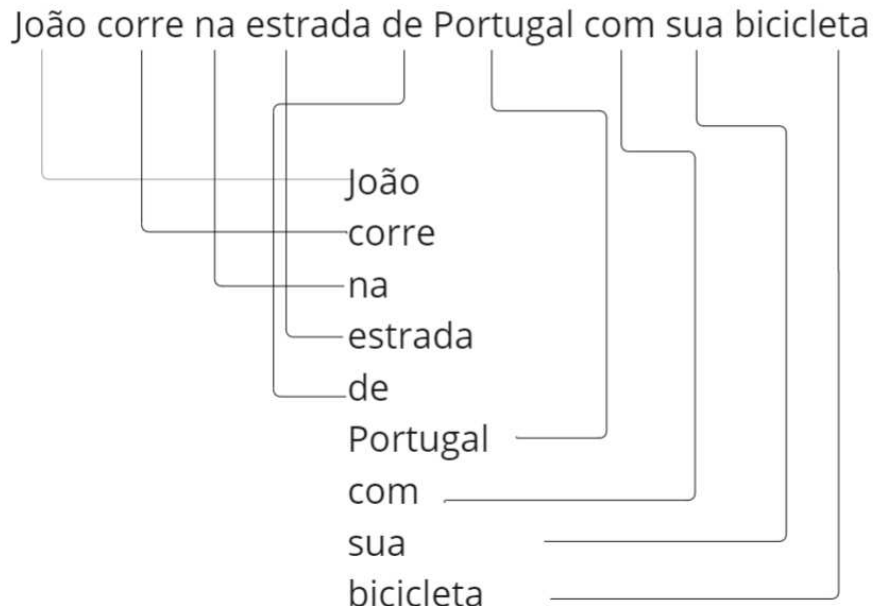 João corre na estrada de Portugal com sua bicicleta
João
corre
na
estrada
de
Portugal
com
sua
bicicleta